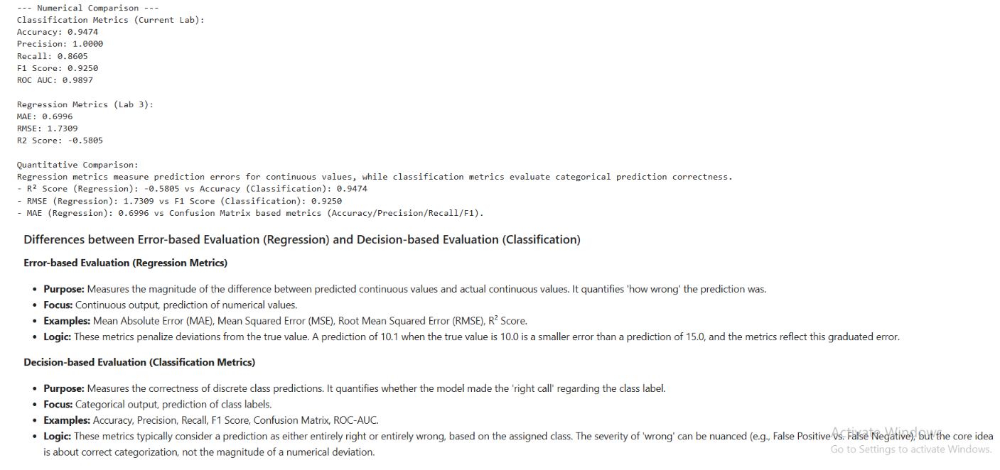 --- Numerical Comparison ---
Classification Metrics (Current Lab):
Accuracy: 0.9474
Precision: 1.0000
Recall: 0.8605
F1 Score: 0.9250
ROC AUC: 0.9897
Regression Metrics (Lab 3):
MAE: 0.6996
RMSE: 1.7309
R2 Score: -0.5805
Quantitative Comparison:
Regression metrics measure prediction errors for continuous values, while classification metrics evaluate categorical prediction correctness.
- R² Score (Regression): -0.5805 vs Accuracy (Classification): 0.9474
- RMSE (Regression): 1.7309 vs F1 Score (Classification): 0.9250
- MAE (Regression): 0.6996 vs Confusion Matrix based metrics (Accuracy/Precision/Recall/F1).
Differences between Error-based Evaluation (Regression) and Decision-based Evaluation (Classification)
Error-based Evaluation (Regression Metrics)
• Purpose: Measures the magnitude of the difference between predicted continuous values and actual continuous values. It quantifies 'how wrong' the prediction was.
• Focus: Continuous output, prediction of numerical values.
• Examples: Mean Absolute Error (MAE), Mean Squared Error (MSE), Root Mean Squared Error (RMSE), R² Score.
• Logic: These metrics penalize deviations from the true value. A prediction of 10.1 when the true value is 10.0 is a smaller error than a prediction of 15.0, and the metrics reflect this graduated error.
Decision-based Evaluation (Classification Metrics)
• Purpose: Measures the correctness of discrete class predictions. It quantifies whether the model made the 'right call' regarding the class label.
• Focus: Categorical output, prediction of class labels.
• Examples: Accuracy, Precision, Recall, F1 Score, Confusion Matrix, ROC-AUC.
• Logic: These metrics typically consider a prediction as either entirely right or entirely wrong, based on the assigned class. The severity of 'wrong' can be nuanced (e.g., False Positive vs. False Negative), but the core idea
is about correct categorization, not the magnitude of a numerical deviation.
Activate Windows
Go to Settings to activate Windows.